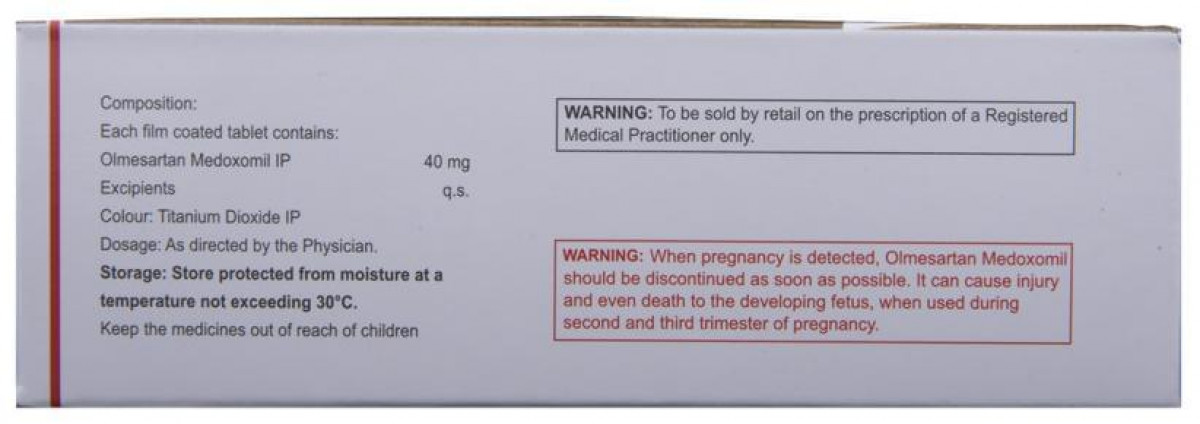 Composition:
Each film coated tablet contains:
Olmesartan Medoxomil IP 40 mg
Excipients q.s.
Colour: Titanium Dioxide IP
Dosage: As directed by the Physician.
Storage: Store protected from moisture at a
temperature not exceeding 30°C.
Keep the medicines out of reach of children
WARNING: To be sold by retail on the prescription of a Registered
Medical Practitioner only.
WARNING: When pregnancy is detected, Olmesartan Medoxomil
should be discontinued as soon as possible. It can cause injury
and even death to the developing fetus, when used during
second and third trimester of pregnancy.